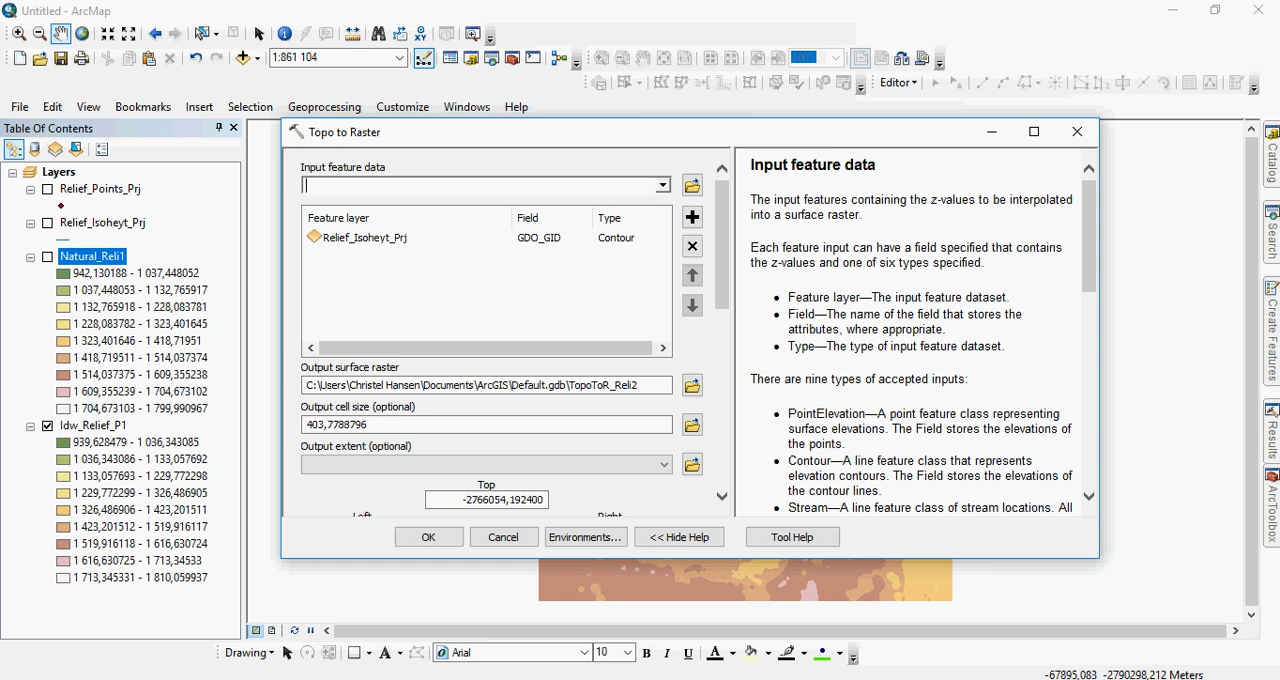 Untitled - ArcMap
1:861 104
Editor
File Edit View Bookmarks Insert Selection Geoprocessing Customize Windows Help
Table Of Contents
Layers
Relief_Points_Prj
Relief_Isoheyt_Prj
Natural_Reli1
942,130188 - 1 037,448052
1 037,448053 - 1 132,765917
1 132,765918 - 1 228,083781
1 228,083782 - 1 323,401645
1 323,401646 - 1 418,71951
1 418,719511 - 1 514,037374
1 514,037375 - 1 609,355238
1 609,355239 - 1 704,673102
1 704,673103 - 1 799,990967
Idw_Relief_P1
939,628479 - 1 036,343085
1 036,343086 - 1 133,057692
1 133,057693 - 1 229,772298
1 229,772299 - 1 326,486905
1 326,486906 - 1 423,201511
1 423,201512 - 1 519,916117
1 519,916118 - 1 616,630724
1 616,630725 - 1 713,34533
1 713,345331 - 1 810,059937
Topo to Raster
Input feature data
Feature layer Field Type
Relief_Isoheyt_Prj GDO_GID Contour
Output surface raster
C:\Users\Christel Hansen\Documents\ArcGIS\Default.gdb\TopoToR_Reli2
Output cell size (optional)
403,7788796
Output extent (optional)
Top
-2766054,192400
Left Right
OK Cancel Environments... << Hide Help Tool Help
Input feature data
The input features containing the z-values to be interpolated
into a surface raster.
Each feature input can have a field specified that contains
the z-values and one of six types specified.
• Feature layer—The input feature dataset.
• Field—The name of the field that stores the
attributes, where appropriate.
• Type—The type of input feature dataset.
There are nine types of accepted inputs:
• PointElevation—A point feature class representing
surface elevations. The Field stores the elevations of
the points.
• Contour—A line feature class that represents
elevation contours. The Field stores the elevations of
the contour lines.
• Stream—A line feature class of stream locations. All
Catalog
Search
Create Features
Results
ArcToolbox
Drawing Arial 10 B I U A
-67895,083 -2790298,212 Meters